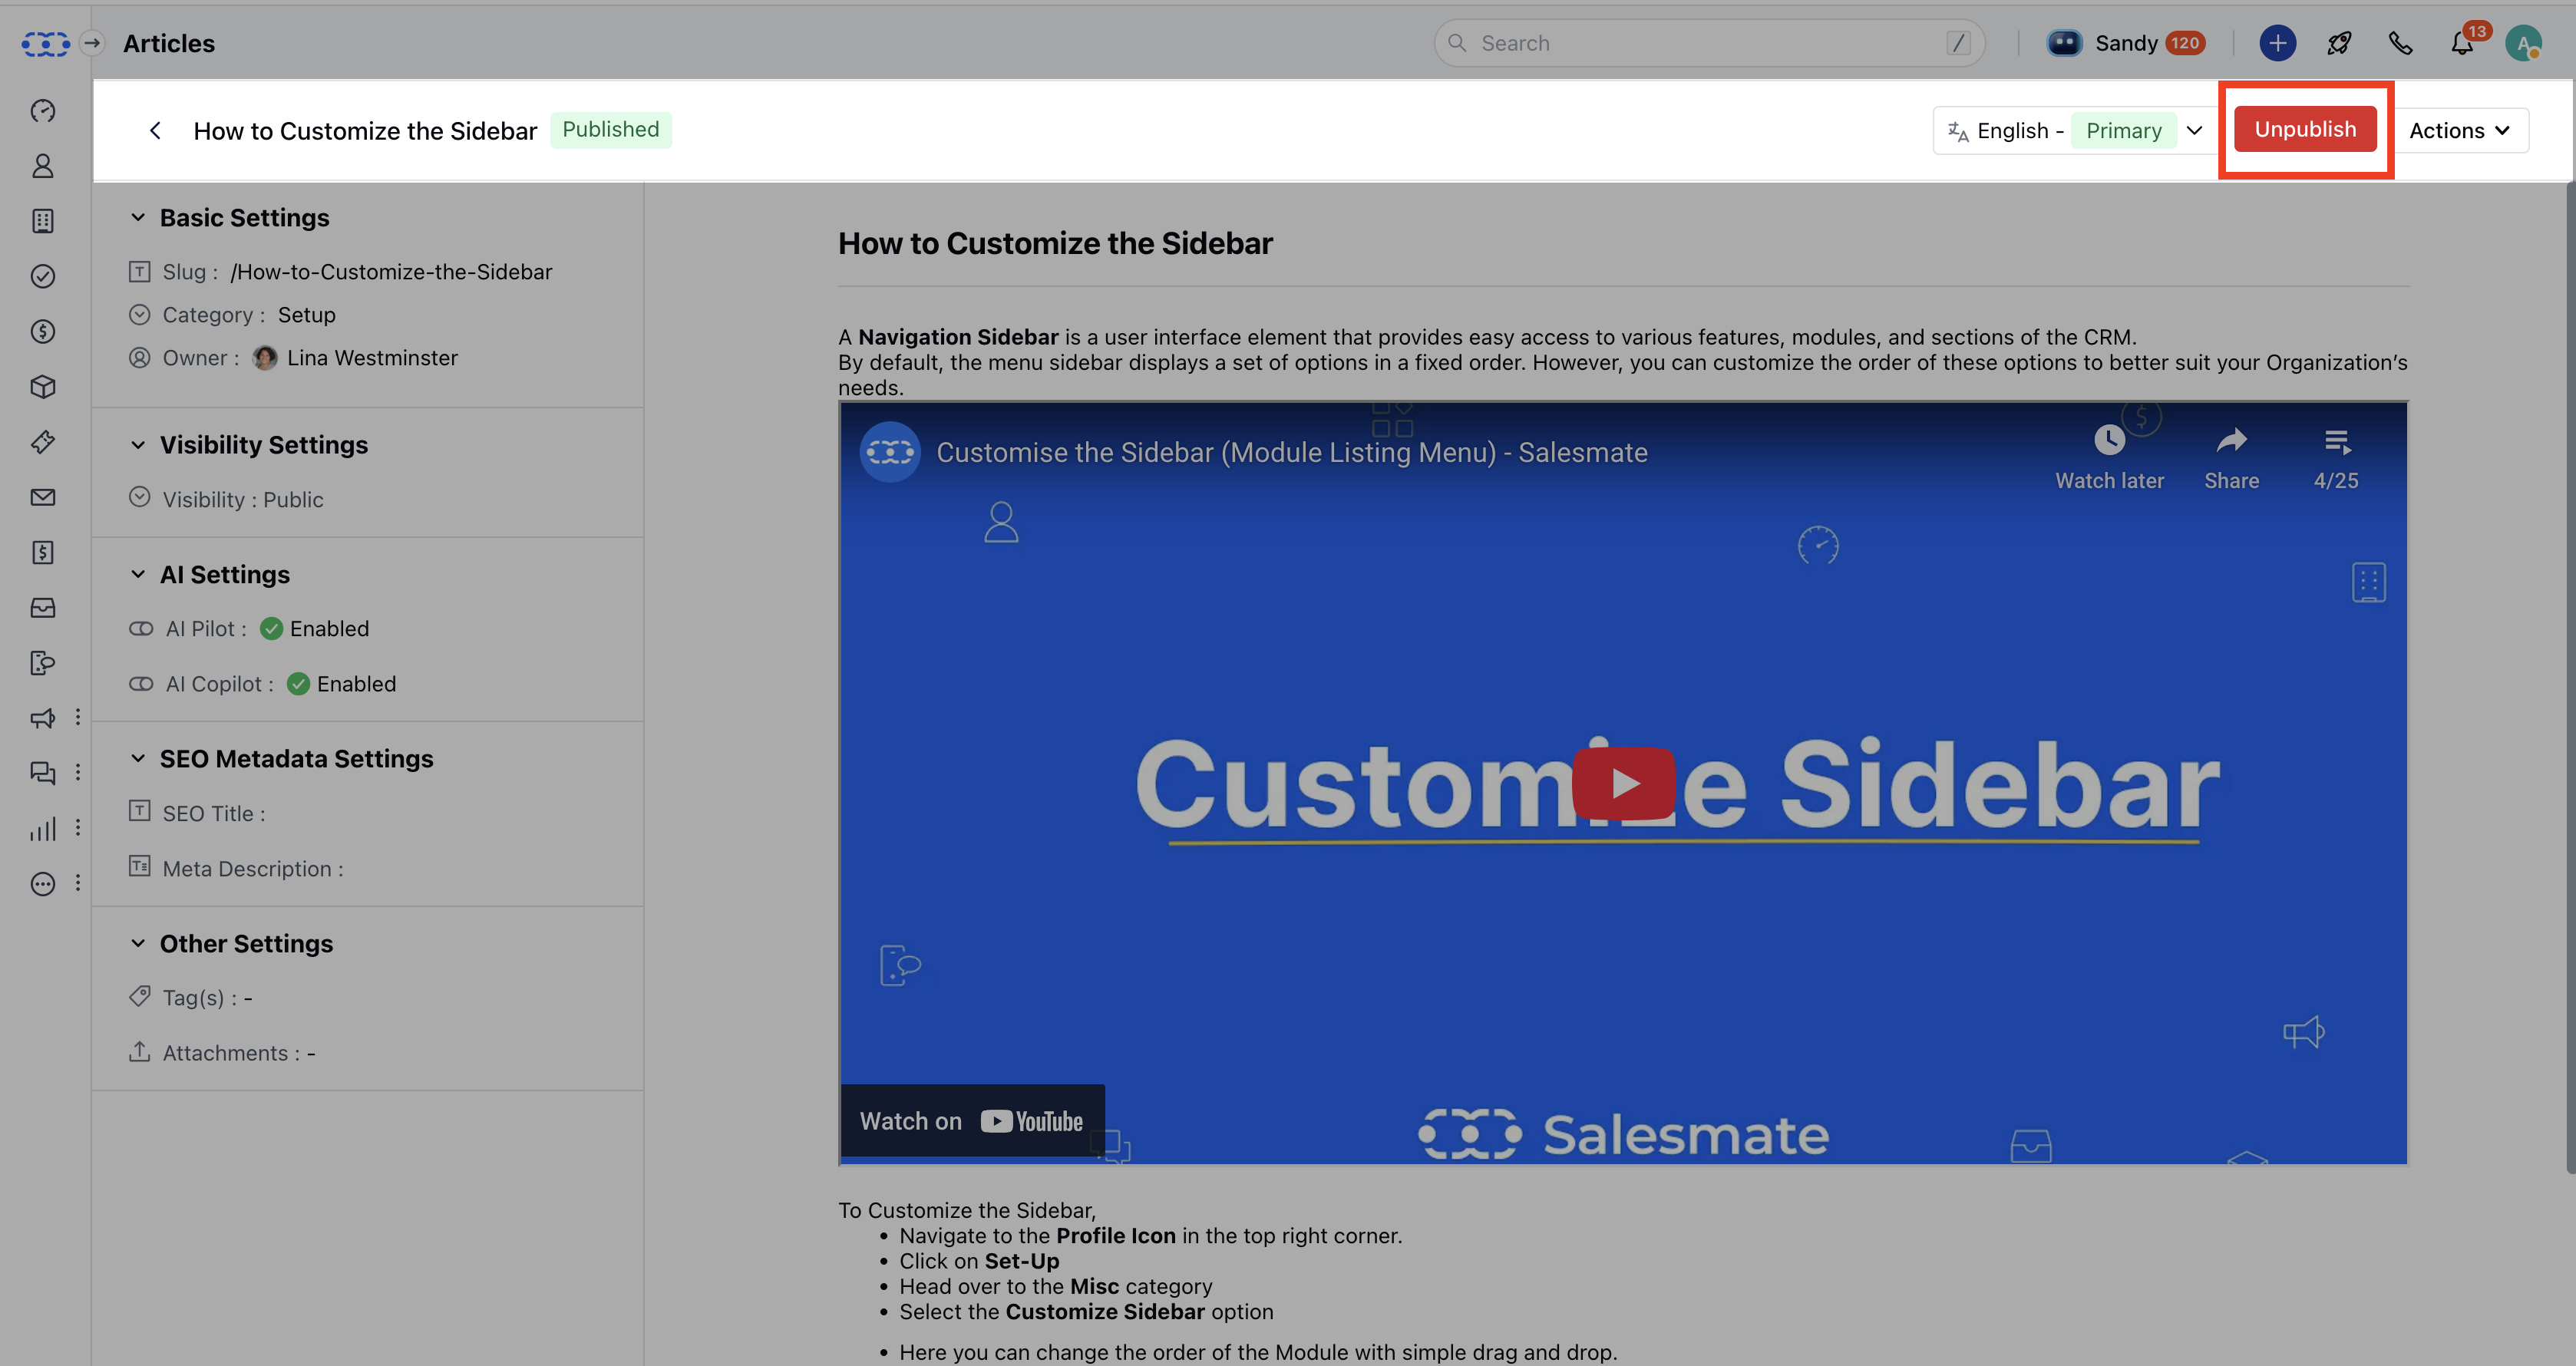 Articles
Search
/
Sandy 120
13
A
How to Customize the Sidebar Published
English - Primary
Unpublish
Actions
Basic Settings
Slug : /How-to-Customize-the-Sidebar
Category : Setup
Owner : Lina Westminster
Visibility Settings
Visibility : Public
AI Settings
AI Pilot : Enabled
AI Copilot : Enabled
SEO Metadata Settings
SEO Title :
Meta Description :
Other Settings
Tag(s) : -
Attachments : -
How to Customize the Sidebar
A Navigation Sidebar is a user interface element that provides easy access to various features, modules, and sections of the CRM.
By default, the menu sidebar displays a set of options in a fixed order. However, you can customize the order of these options to better suit your Organization’s
needs.
Customise the Sidebar (Module Listing Menu) - Salesmate
Watch later
Share
4/25
Customize Sidebar
Watch on YouTube
Salesmate
To Customize the Sidebar,
• Navigate to the Profile Icon in the top right corner.
• Click on Set-Up
• Head over to the Misc category
• Select the Customize Sidebar option
• Here you can change the order of the Module with simple drag and drop.